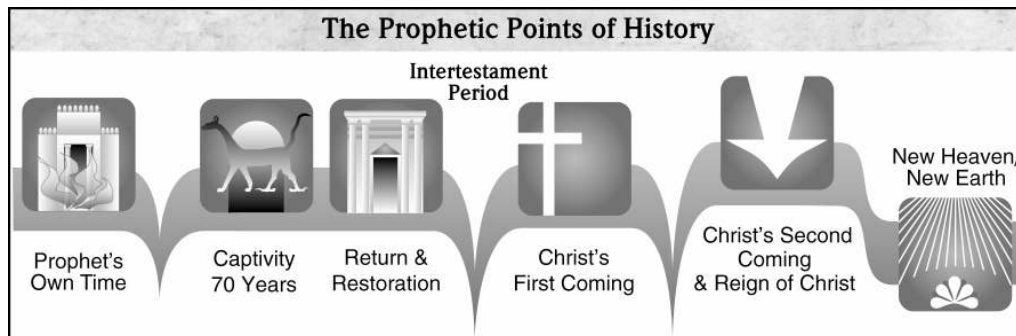 The Prophetic Points of History
Intertestament
Period
Prophet's
Own Time
Captivity
70 Years
Return &
Restoration
Christ's
First Coming
Christ's Second
Coming
& Reign of Christ
New Heaven,
New Earth